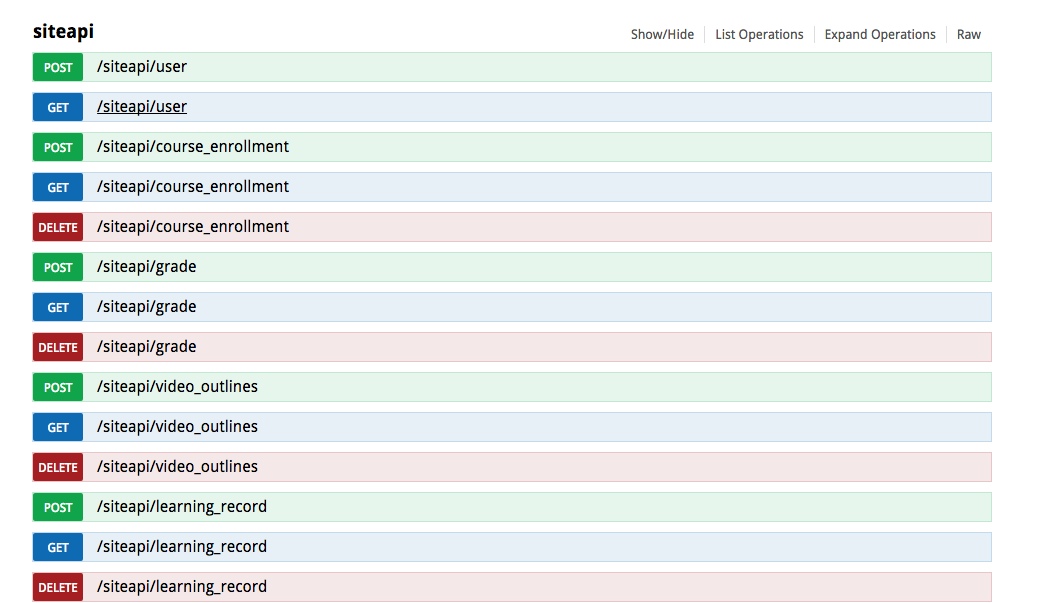 siteapi Show/Hide List Operations Expand Operations Raw
POST /siteapi/user
GET /siteapi/user
POST /siteapi/course_enrollment
GET /siteapi/course_enrollment
DELETE /siteapi/course_enrollment
POST /siteapi/grade
GET /siteapi/grade
DELETE /siteapi/grade
POST /siteapi/video_outlines
GET /siteapi/video_outlines
DELETE /siteapi/video_outlines
POST /siteapi/learning_record
GET /siteapi/learning_record
DELETE /siteapi/learning_record